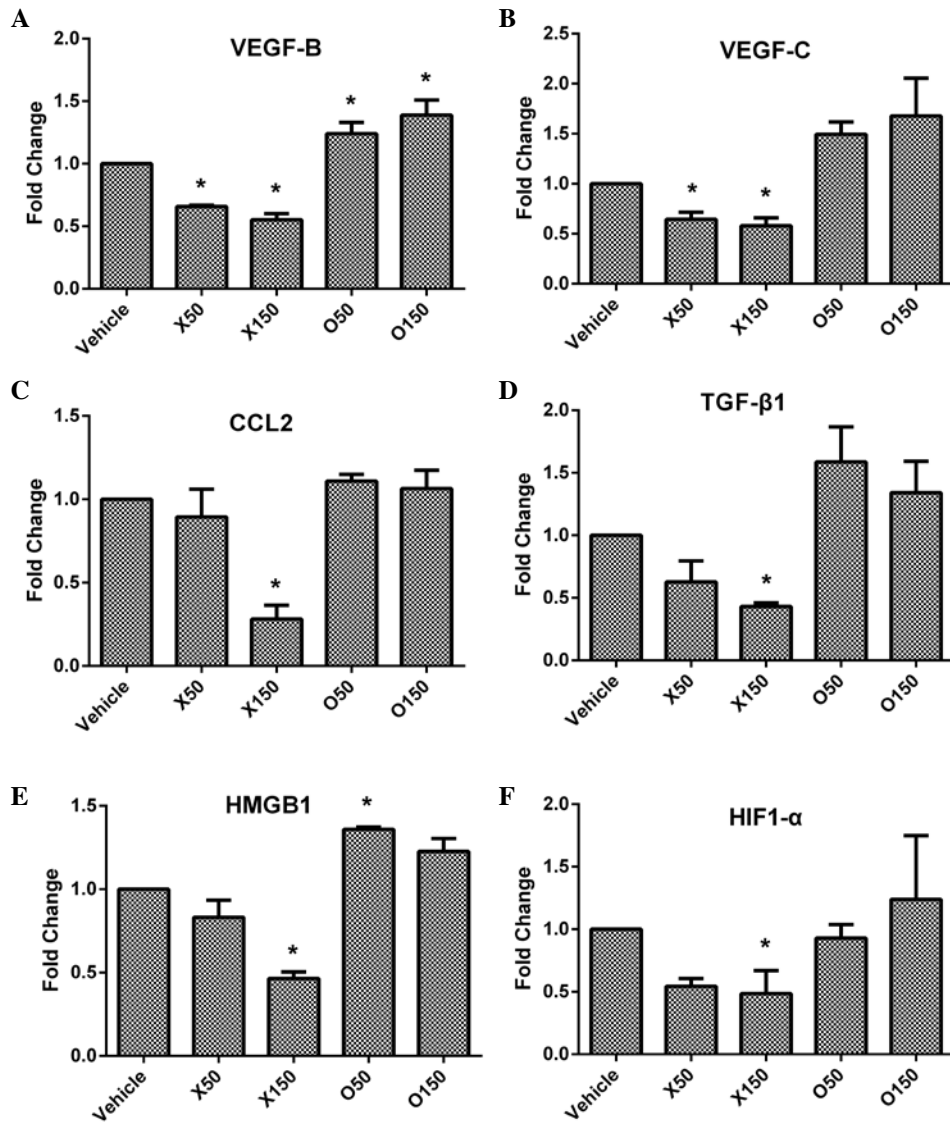 A
VEGF-B
Fold Change
2.0
1.5
1.0
0.5
0.0
* * * *
Vehicle X50 X150 O50 O150
B
VEGF-C
Fold Change
2.5
2.0
1.5
1.0
0.5
0.0
* *
Vehicle X50 X150 O50 O150
C
CCL2
Fold Change
1.5
1.0
0.5
0.0
*
Vehicle X50 X150 O50 O150
D
TGF-β1
Fold Change
2.0
1.5
1.0
0.5
0.0
*
Vehicle X50 X150 O50 O150
E
HMGB1
Fold Change
1.5
1.0
0.5
0.0
* *
Vehicle X50 X150 O50 O150
F
HIF1-α
Fold Change
2.0
1.5
1.0
0.5
0.0
*
Vehicle X50 X150 O50 O150